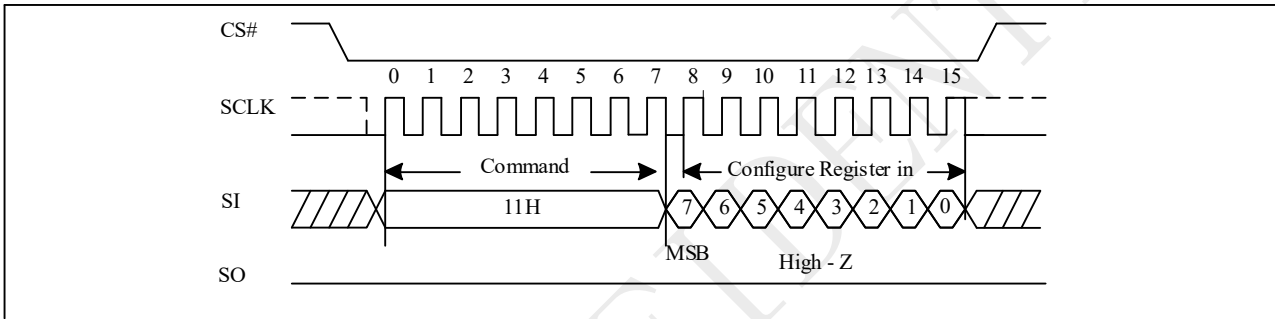 CS#
0 1 2 3 4 5 6 7 8 9 10 11 12 13 14 15
SCLK
Command Configure Register in
SI 11H 7 6 5 4 3 2 1 0
MSB High - Z
SO